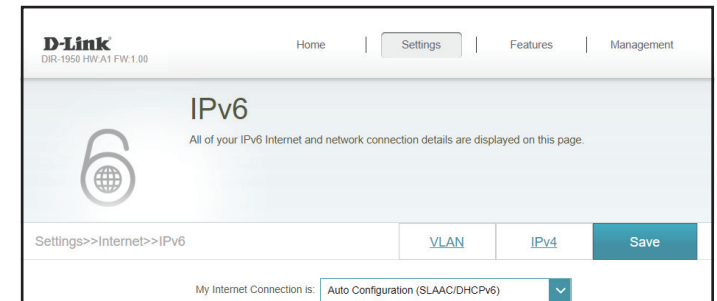 D-Link
DIR-1950 HW:A1 FW:1.00
Home | Settings | Features | Management
IPv6
All of your IPv6 Internet and network connection details are displayed on this page.
Settings>>Internet>>IPv6
VLAN
IPv4
Save
My Internet Connection is: Auto Configuration (SLAAC/DHCPv6)